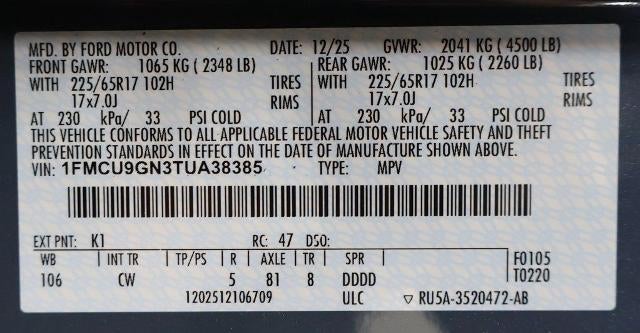 MFD. BY FORD MOTOR CO. DATE: 12/25 GVWR: 2041 KG ( 4500 LB)
FRONT GAWR: 1065 KG ( 2348 LB) REAR GAWR: 1025 KG ( 2260 LB)
WITH 225/65R17 102H TIRES WITH 225/65R17 102H TIRES
17x7.0J RIMS 17x7.0J RIMS
AT 230 kPa/ 33 PSI COLD AT 230 kPa/ 33 PSI COLD
THIS VEHICLE CONFORMS TO ALL APPLICABLE FEDERAL MOTOR VEHICLE SAFETY AND THEFT
PREVENTION STANDARDS IN EFFECT ON THE DATE OF MANUFACTURE SHOWN ABOVE.
VIN: 1FMCU9GN3TUA38385 TYPE: MPV
EXT PNT: K1 RC: 47 DSO:
WB INT TR TP/PS R AXLE TR SPR F0105
106 CW 5 81 8 DDDD T0220
1202512106709 ULC ▽ RU5A-3520472-AB